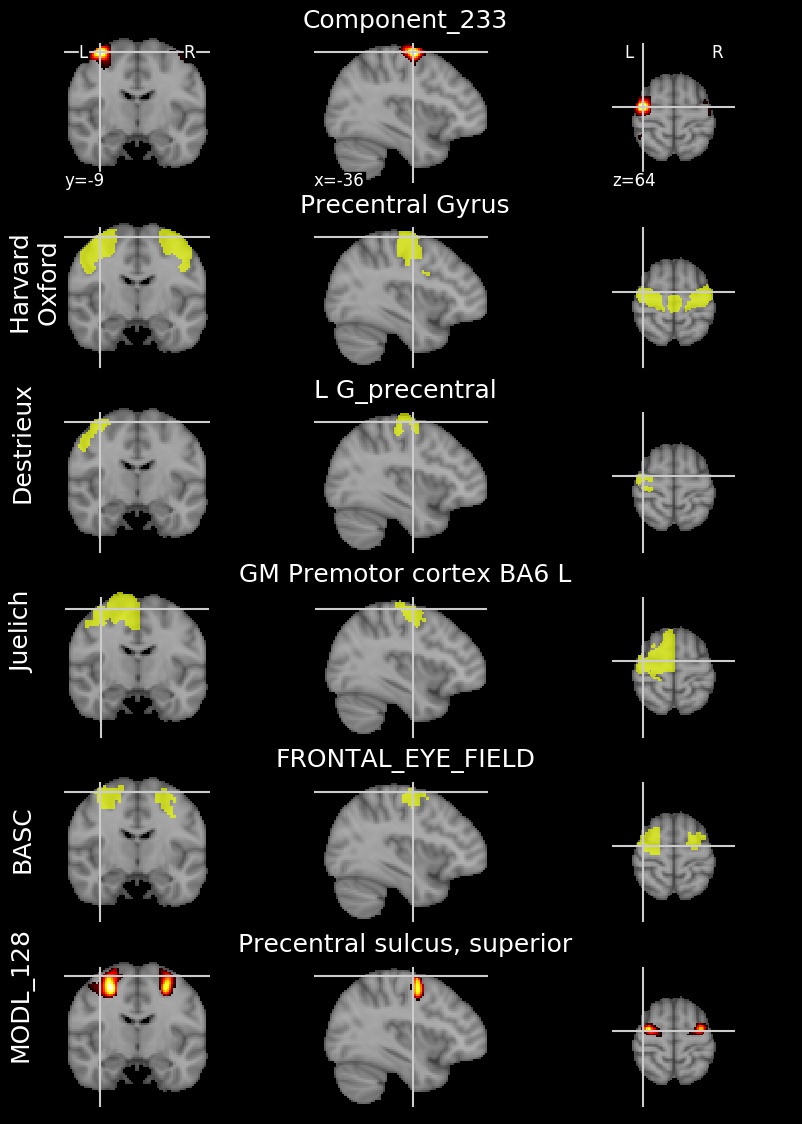 Component_233
L R
L R
y=-9
x=-36
z=64
Precentral Gyrus
Harvard
Oxford
L G_precentral
Destrieux
GM Premotor cortex BA6 L
Juelich
FRONTAL_EYE_FIELD
BASC
Precentral sulcus, superior
MODL_128